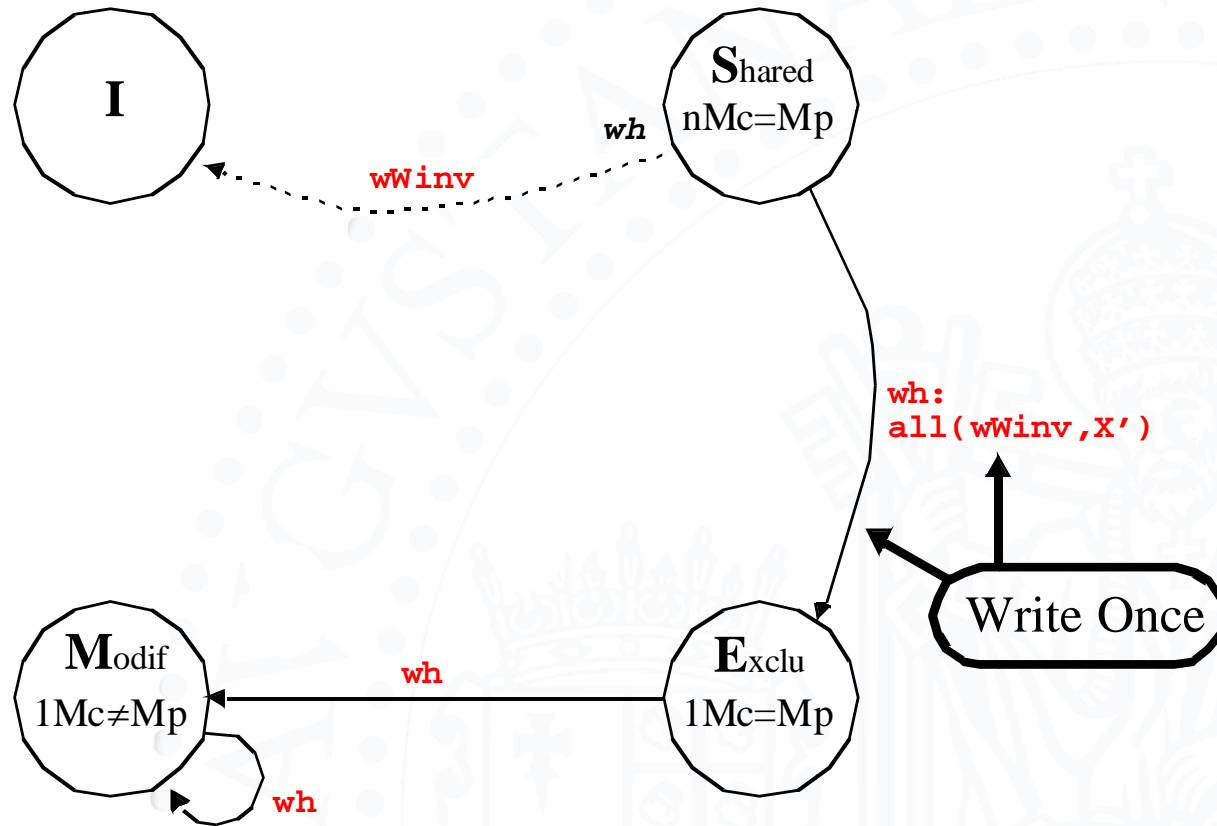 I
Shared
nMc=Mp
wh
wWinv
wh:
all(wWinv,X’)
Write Once
Modif
1Mc≠Mp
wh
Exclu
1Mc=Mp
wh